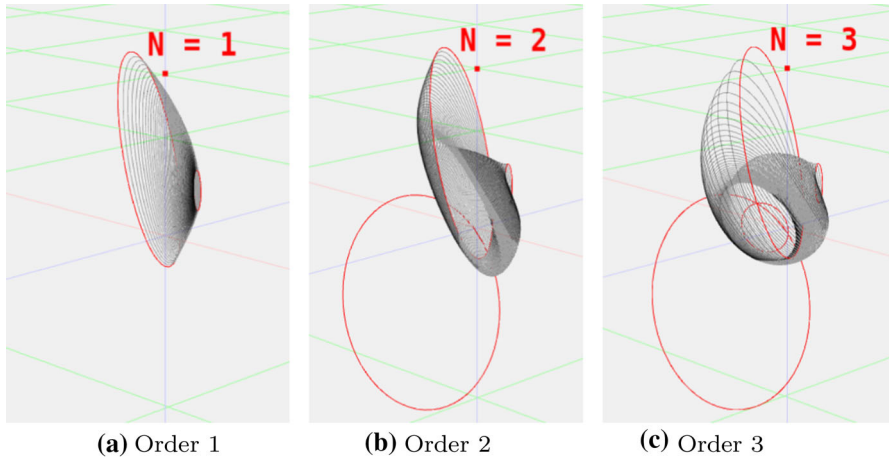 N = 1
N = 2
N = 3
(a) Order 1
(b) Order 2
(c) Order 3